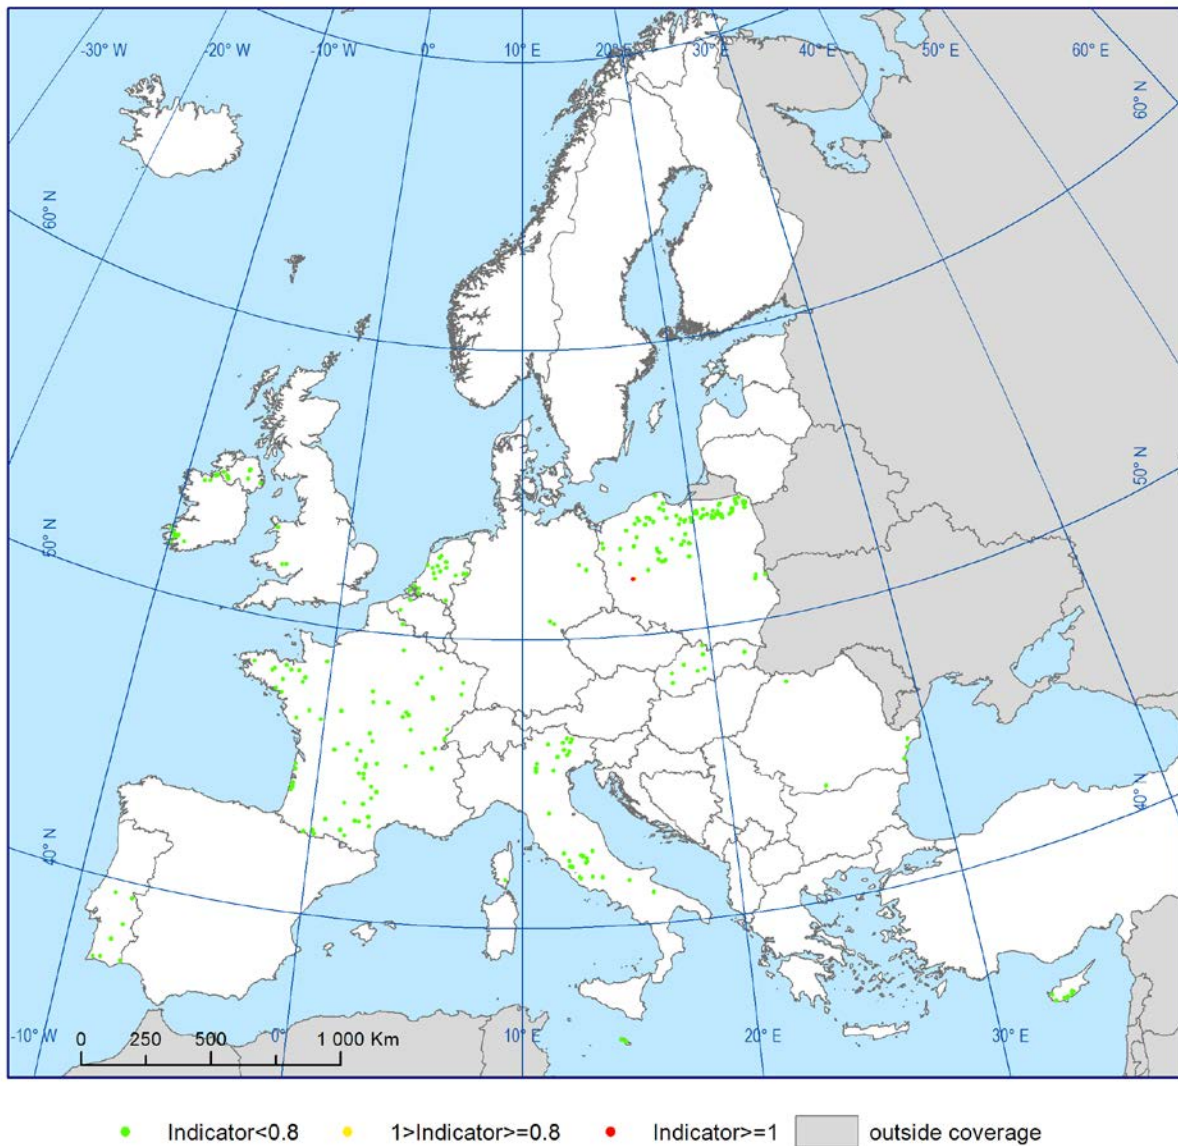 -30° W -20° W -10° W 0° 10° E 20° E 30° E 40° E 50° E 60° E
60° N
60° N
50° N
50° N
40° N
40° N
-10° W 0° 10° E 20° E 30° E
0 250 500 1 000 Km
Indicator<0.8 1>Indicator>=0.8 Indicator>=1 outside coverage